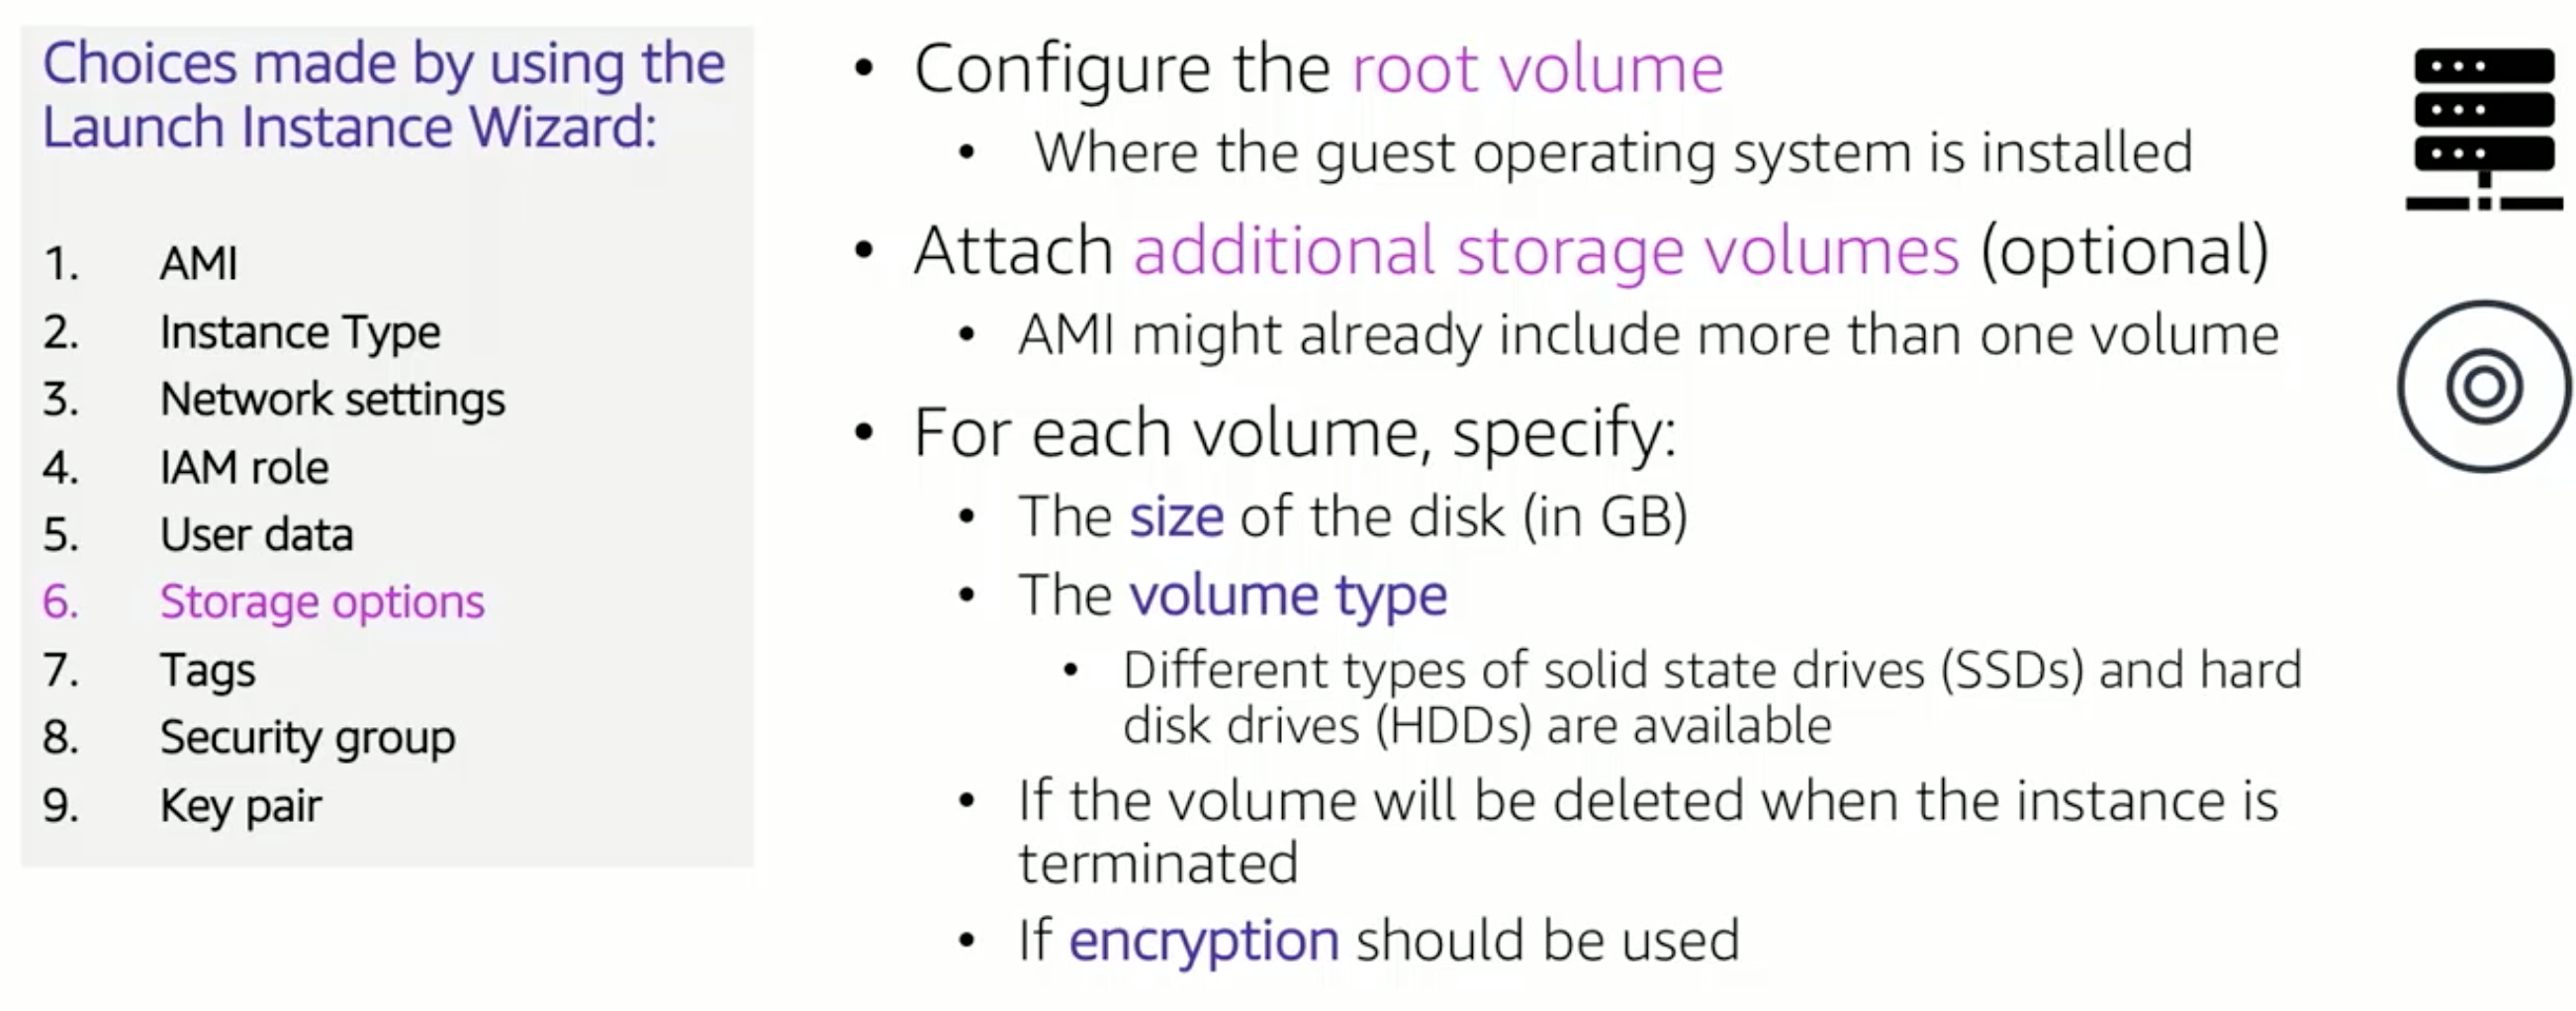 Choices made by using the
Launch Instance Wizard:
1. AMI
2. Instance Type
3. Network settings
4. IAM role
5. User data
6. Storage options
7. Tags
8. Security group
9. Key pair
• Configure the root volume
• Where the guest operating system is installed
• Attach additional storage volumes (optional)
• AMI might already include more than one volume
• For each volume, specify:
• The size of the disk (in GB)
• The volume type
• Different types of solid state drives (SSDs) and hard
disk drives (HDDs) are available
• If the volume will be deleted when the instance is
terminated
• If encryption should be used